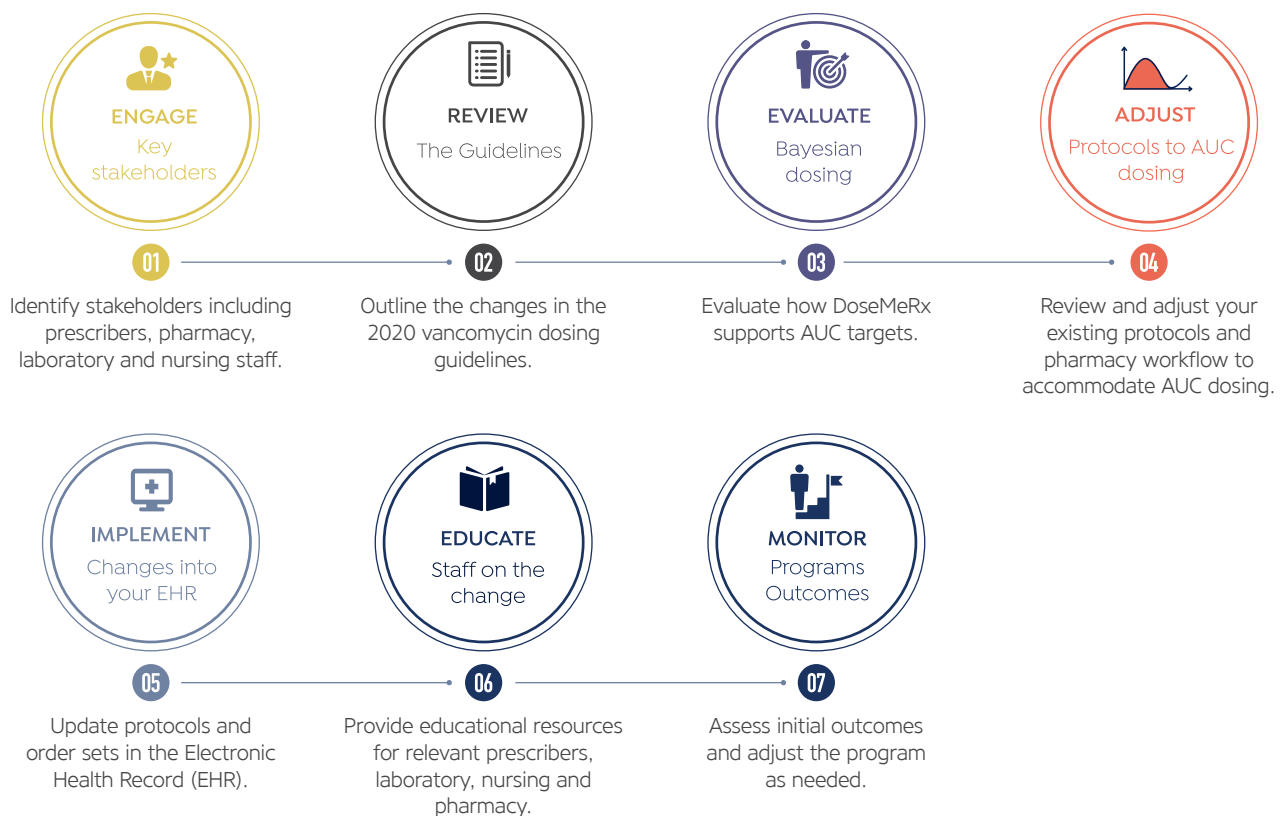 ENGAGE
Key
stakeholders
01
Identify stakeholders including
prescribers, pharmacy,
laboratory and nursing staff.
REVIEW
The Guidelines
02
Outline the changes in the
2020 vancomycin dosing
guidelines.
EVALUATE
Bayesian
dosing
03
Evaluate how DoseMeRx
supports AUC targets.
ADJUST
Protocols to AUC
dosing
04
Review and adjust your
existing protocols and
pharmacy workflow to
accommodate AUC dosing.
IMPLEMENT
Changes into
your EHR
05
Update protocols and
order sets in the Electronic
Health Record (EHR).
EDUCATE
Staff on the
change
06
Provide educational resources
for relevant prescribers,
laboratory, nursing and
pharmacy.
MONITOR
Programs
Outcomes
07
Assess initial outcomes
and adjust the program
as needed.